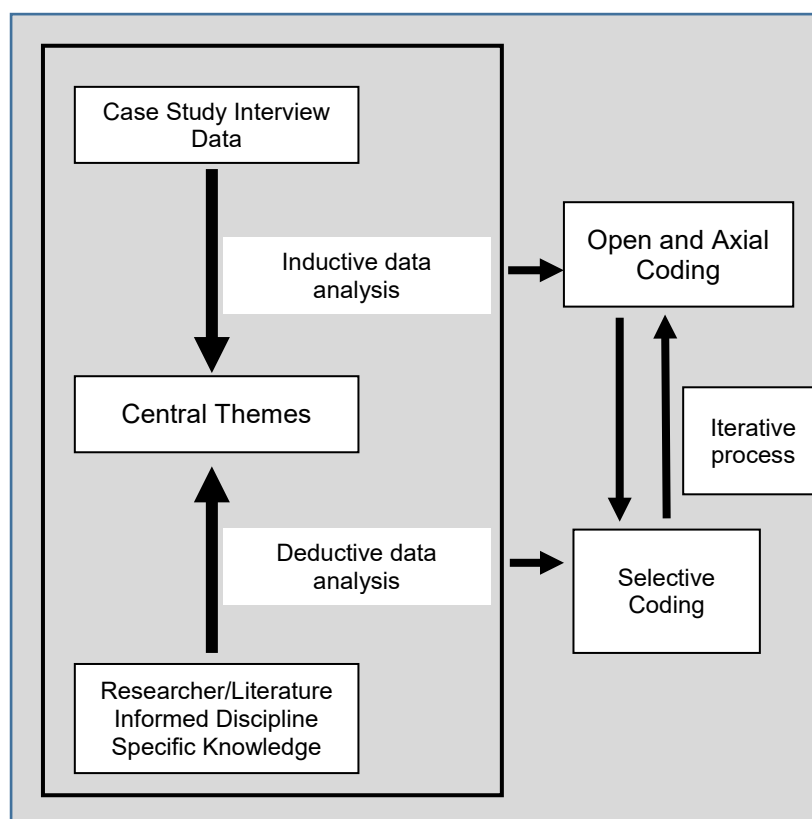 Case Study Interview
Data
Inductive data
analysis
Open and Axial
Coding
Central Themes
Iterative
process
Deductive data
analysis
Selective
Coding
Researcher/Literature
Informed Discipline
Specific Knowledge